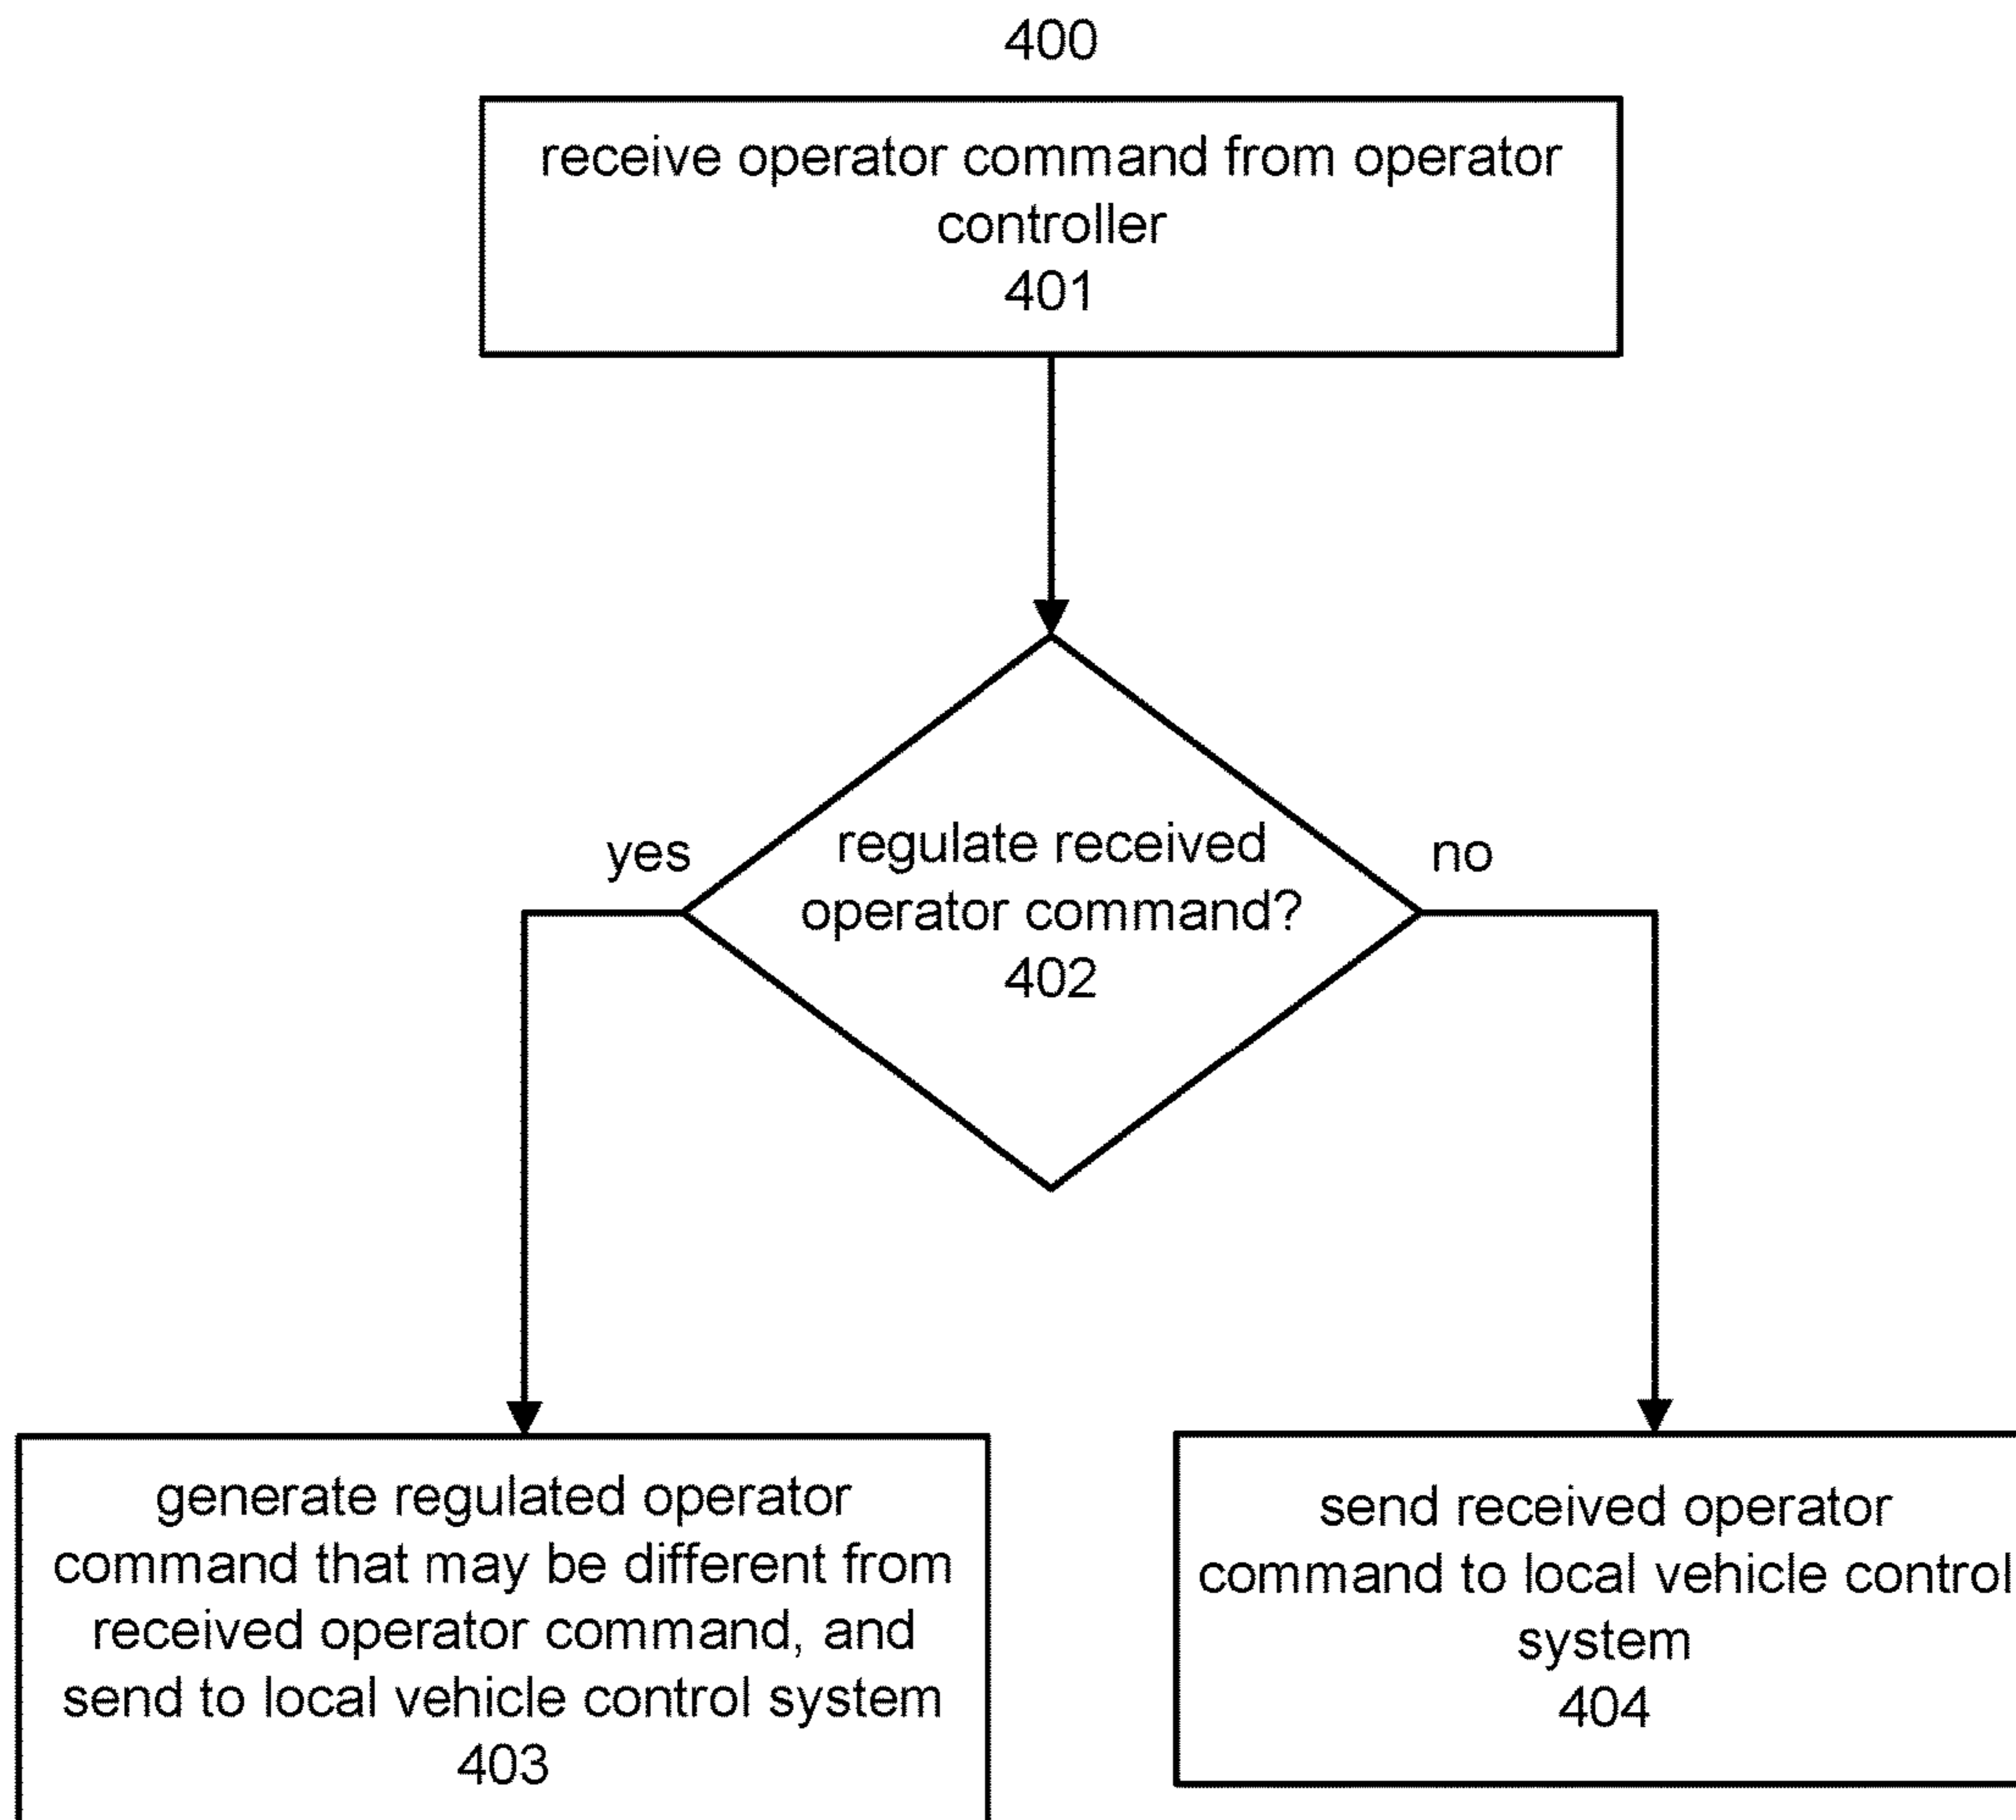 400
receive operator command from operator
controller
401
yes
regulate received
operator command?
402
no
generate regulated operator
command that may be different from
received operator command, and
send to local vehicle control system
403
send received operator
command to local vehicle control
system
404